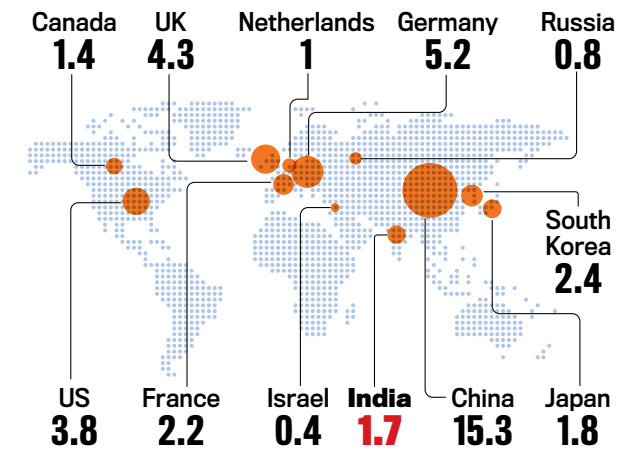 Canada
1.4
UK
4.3
Netherlands
1
Germany
5.2
Russia
0.8
South
Korea
2.4
US
3.8
France
2.2
Israel
0.4
India
1.7
China
15.3
Japan
1.8